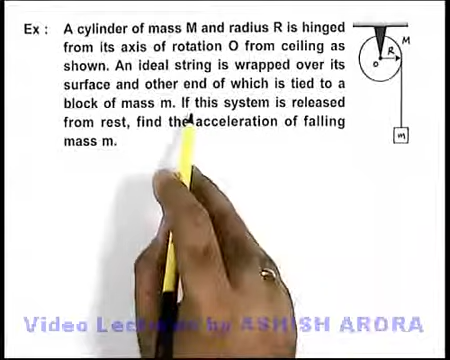 Ex : A cylinder of mass M and radius R is hinged
from its axis of rotation O from ceiling as
shown. An ideal string is wrapped over its
surface and other end of which is tied to a
block of mass m. If this system is released
from rest, find the acceleration of falling
mass m.
M
R
O
m
Video Lecture by ASHISH ARORA